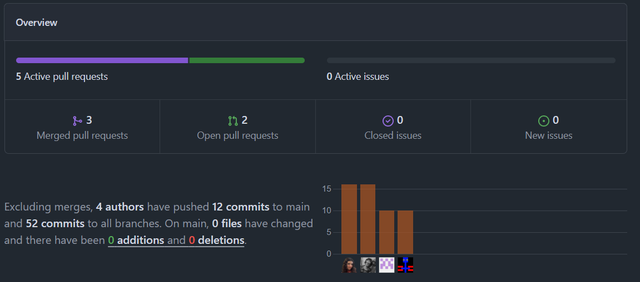 Overview
5 Active pull requests
0 Active issues
3
Merged pull requests
2
Open pull requests
0
Closed issues
0
New issues
Excluding merges, 4 authors have pushed 12 commits to main
and 52 commits to all branches. On main, 0 files have changed
and there have been 0 additions and 0 deletions.
15
10
5
0